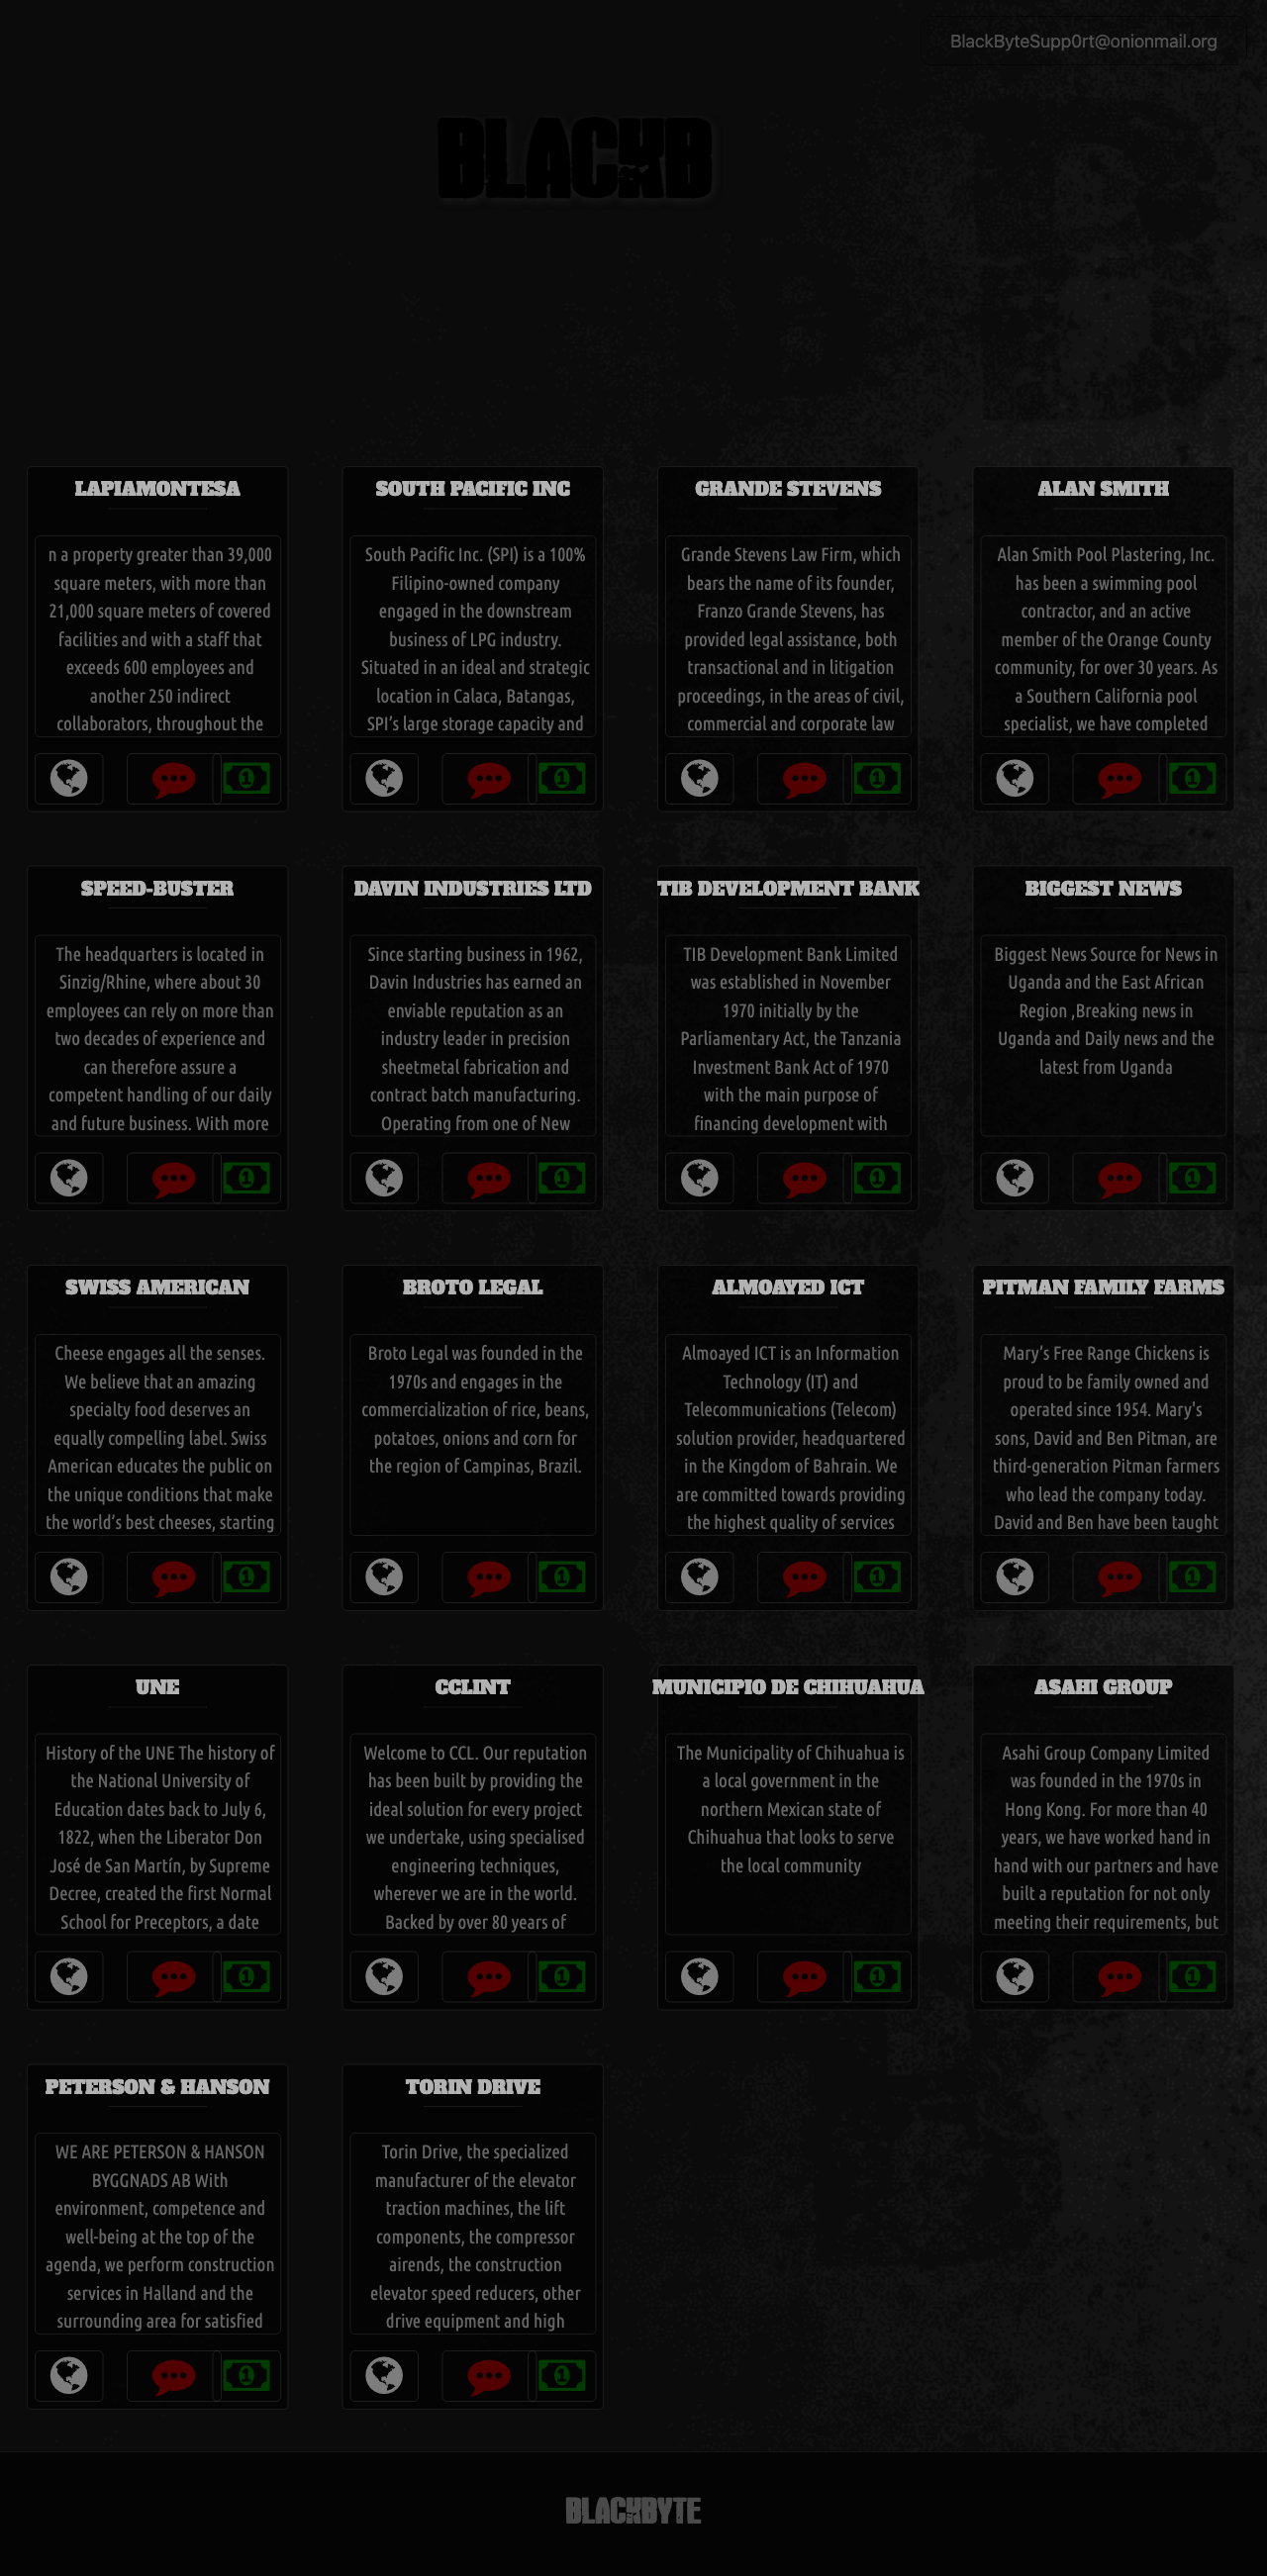 BlackByteSupp0rt@onionmail.org
BLACKB
LAPIAMONTESA
n a property greater than 39,000
square meters, with more than
21,000 square meters of covered
facilities and with a staff that
exceeds 600 employees and
another 250 indirect
collaborators, throughout the
SOUTH PACIFIC INC
South Pacific Inc. (SPI) is a 100%
Filipino-owned company
engaged in the downstream
business of LPG industry.
Situated in an ideal and strategic
location in Calaca, Batangas,
SPI’s large storage capacity and
GRANDE STEVENS
Grande Stevens Law Firm, which
bears the name of its founder,
Franzo Grande Stevens, has
provided legal assistance, both
transactional and in litigation
proceedings, in the areas of civil,
commercial and corporate law
ALAN SMITH
Alan Smith Pool Plastering, Inc.
has been a swimming pool
contractor, and an active
member of the Orange County
community, for over 30 years. As
a Southern California pool
specialist, we have completed
SPEED-BUSTER
The headquarters is located in
Sinzig/Rhine, where about 30
employees can rely on more than
two decades of experience and
can therefore assure a
competent handling of our daily
and future business. With more
DAVIN INDUSTRIES LTD
Since starting business in 1962,
Davin Industries has earned an
enviable reputation as an
industry leader in precision
sheetmetal fabrication and
contract batch manufacturing.
Operating from one of New
TIB DEVELOPMENT BANK
TIB Development Bank Limited
was established in November
1970 initially by the
Parliamentary Act, the Tanzania
Investment Bank Act of 1970
with the main purpose of
financing development with
BIGGEST NEWS
Biggest News Source for News in
Uganda and the East African
Region ,Breaking news in
Uganda and Daily news and the
latest from Uganda
SWISS AMERICAN
Cheese engages all the senses.
We believe that an amazing
specialty food deserves an
equally compelling label. Swiss
American educates the public on
the unique conditions that make
the world’s best cheeses, starting
BROTO LEGAL
Broto Legal was founded in the
1970s and engages in the
commercialization of rice, beans,
potatoes, onions and corn for
the region of Campinas, Brazil.
ALMOAYED ICT
Almoayed ICT is an Information
Technology (IT) and
Telecommunications (Telecom)
solution provider, headquartered
in the Kingdom of Bahrain. We
are committed towards providing
the highest quality of services
PITMAN FAMILY FARMS
Mary’s Free Range Chickens is
proud to be family owned and
operated since 1954. Mary's
sons, David and Ben Pitman, are
third-generation Pitman farmers
who lead the company today.
David and Ben have been taught
UNE
History of the UNE The history of
the National University of
Education dates back to July 6,
1822, when the Liberator Don
José de San Martín, by Supreme
Decree, created the first Normal
School for Preceptors, a date
CCLINT
Welcome to CCL. Our reputation
has been built by providing the
ideal solution for every project
we undertake, using specialised
engineering techniques,
wherever we are in the world.
Backed by over 80 years of
MUNICIPIO DE CHIHUAHUA
The Municipality of Chihuahua is
a local government in the
northern Mexican state of
Chihuahua that looks to serve
the local community
ASAHI GROUP
Asahi Group Company Limited
was founded in the 1970s in
Hong Kong. For more than 40
years, we have worked hand in
hand with our partners and have
built a reputation for not only
meeting their requirements, but
PETERSON & HANSON
WE ARE PETERSON & HANSON
BYGGNADS AB With
environment, competence and
well-being at the top of the
agenda, we perform construction
services in Halland and the
surrounding area for satisfied
TORIN DRIVE
Torin Drive, the specialized
manufacturer of the elevator
traction machines, the lift
components, the compressor
airends, the construction
elevator speed reducers, other
drive equipment and high
BLACKBYTE